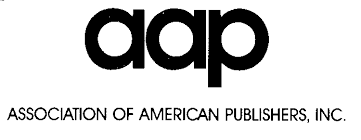 aap
ASSOCIATION OF AMERICAN PUBLISHERS, INC.